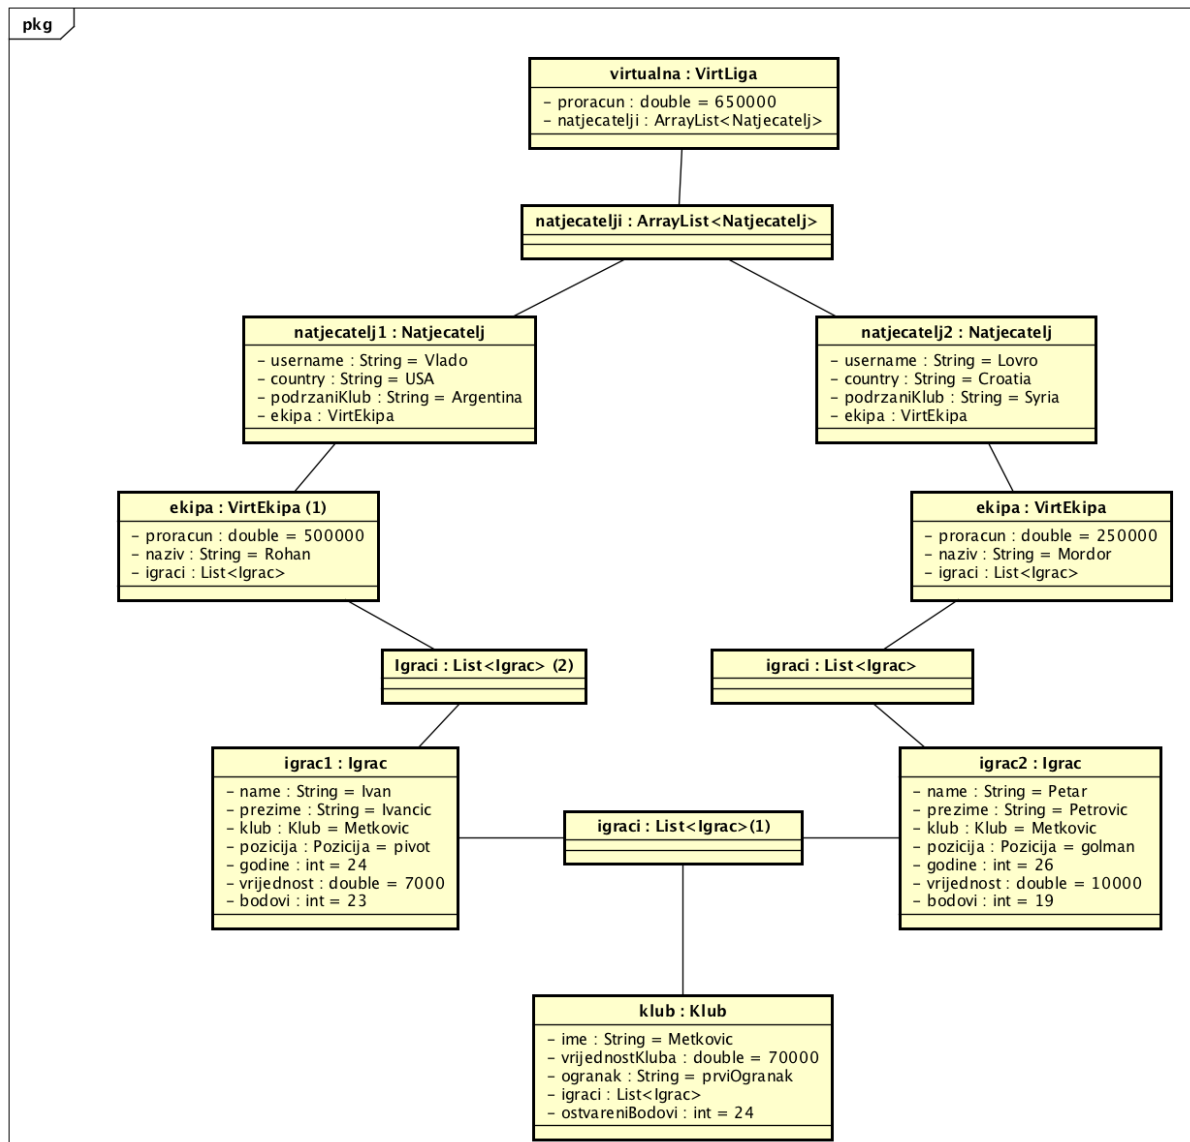 pkg
virtualna : VirtLiga
- proracun : double = 650000
- natjecatelji : ArrayList<Natjecatelj>
natjecatelji : ArrayList<Natjecatelj>
natjecatelj1 : Natjecatelj
- username : String = Vlado
- country : String = USA
- podrzaniKlub : String = Argentina
- ekipa : VirtEkipa
natjecatelj2 : Natjecatelj
- username : String = Lovro
- country : String = Croatia
- podrzaniKlub : String = Syria
- ekipa : VirtEkipa
ekipa : VirtEkipa (1)
- proracun : double = 500000
- naziv : String = Rohan
- igraci : List<Igrac>
ekipa : VirtEkipa
- proracun : double = 250000
- naziv : String = Mordor
- igraci : List<Igrac>
Igraci : List<Igrac> (2)
igraci : List<Igrac>
igrac1 : Igrac
- name : String = Ivan
- prezime : String = Ivancic
- klub : Klub = Metkovic
- pozicija : Pozicija = pivot
- godine : int = 24
- vrijednost : double = 7000
- bodovi : int = 23
igraci : List<Igrac>(1)
igrac2 : Igrac
- name : String = Petar
- prezime : String = Petrovic
- klub : Klub = Metkovic
- pozicija : Pozicija = golman
- godine : int = 26
- vrijednost : double = 10000
- bodovi : int = 19
klub : Klub
- ime : String = Metkovic
- vrijednostKluba : double = 70000
- ogranak : String = prviOgranak
- igraci : List<Igrac>
- ostvareniBodovi : int = 24